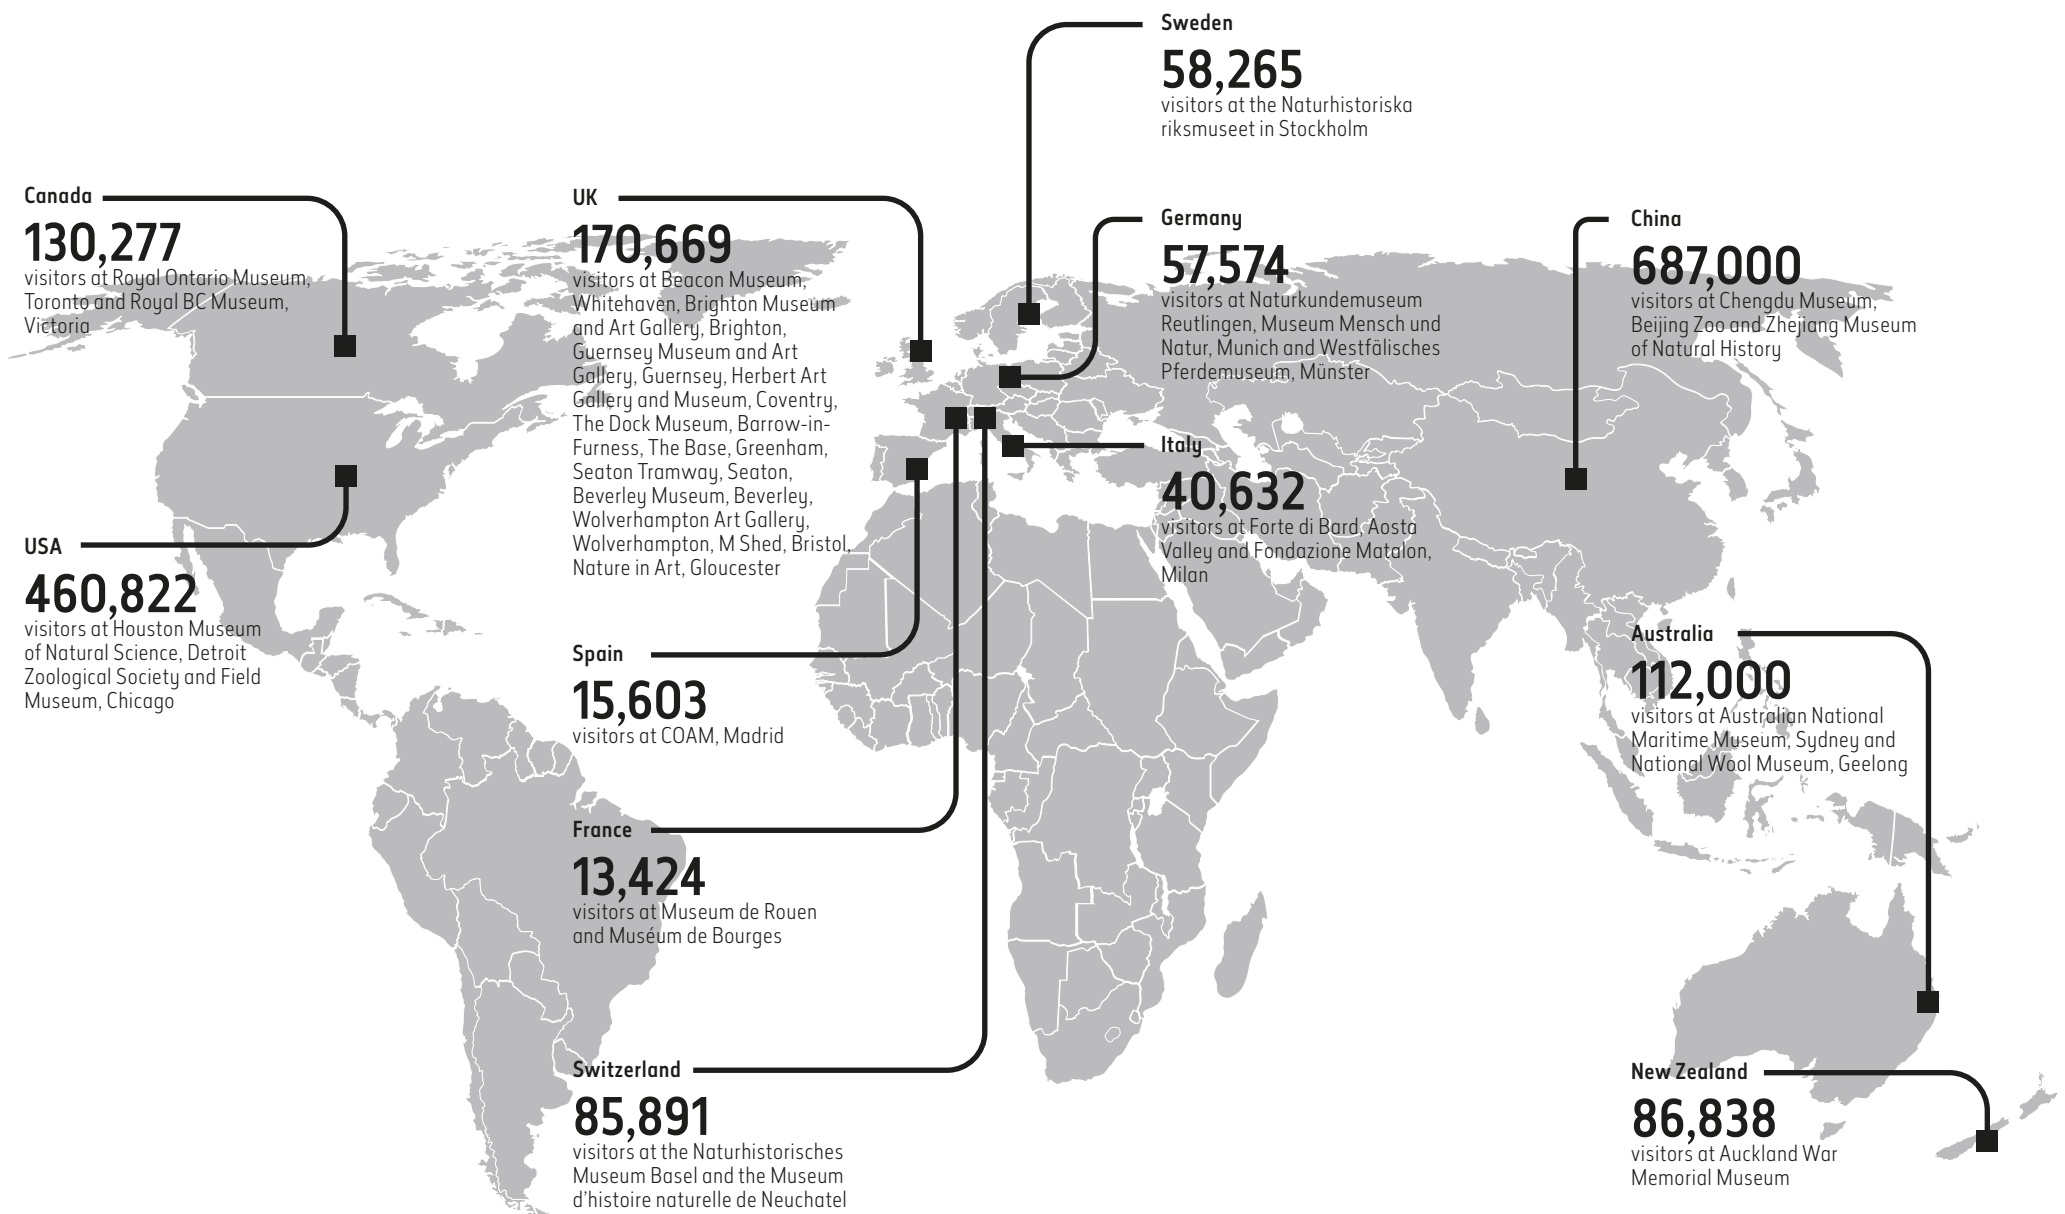 Sweden
58,265
visitors at the Naturhistoriska
riksmuseet in Stockholm
Canada
130,277
visitors at Royal Ontario Museum,
Toronto and Royal BC Museum,
Victoria
UK
170,669
visitors at Beacon Museum,
Whitehaven, Brighton Museum
and Art Gallery, Brighton,
Guernsey Museum and Art
Gallery, Guernsey, Herbert Art
Gallery and Museum, Coventry,
The Dock Museum, Barrow-in-
Furness, The Base, Greenham,
Seaton Tramway, Seaton,
Beverley Museum, Beverley,
Wolverhampton Art Gallery,
Wolverhampton, M Shed, Bristol,
Nature in Art, Gloucester
Germany
57,574
visitors at Naturkundemuseum
Reutlingen, Museum Mensch und
Natur, Munich and Westfälisches
Pferdemuseum, Münster
China
687,000
visitors at Chengdu Museum,
Beijing Zoo and Zhejiang Museum
of Natural History
Italy
40,632
visitors at Forte di Bard, Aosta
Valley and Fondazione Matalon,
Milan
USA
460,822
visitors at Houston Museum
of Natural Science, Detroit
Zoological Society and Field
Museum, Chicago
Spain
15,603
visitors at COAM, Madrid
Australia
112,000
visitors at Australian National
Maritime Museum, Sydney and
National Wool Museum, Geelong
France
13,424
visitors at Museum de Rouen
and Muséum de Bourges
Switzerland
85,891
visitors at the Naturhistorisches
Museum Basel and the Museum
d'histoire naturelle de Neuchatel
New Zealand
86,838
visitors at Auckland War
Memorial Museum